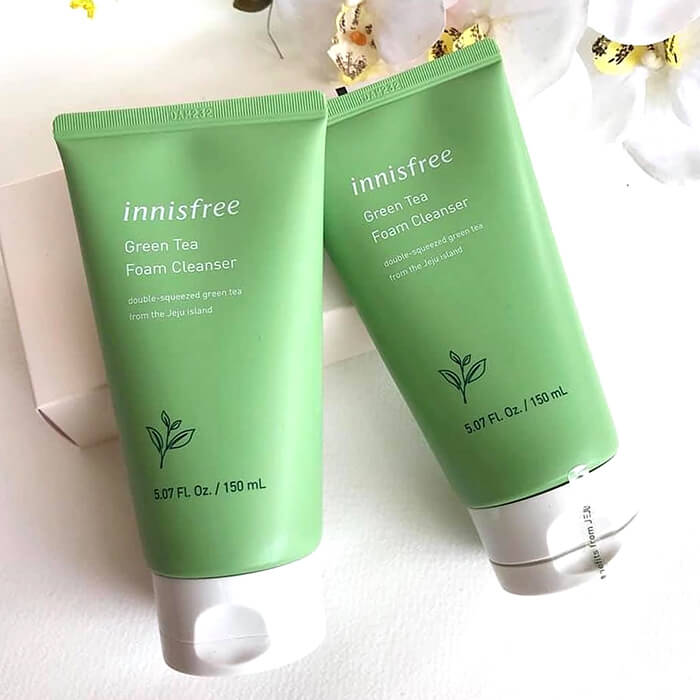 innisfree
Green Tea
Foam Cleanser
double-squeezed green tea
from the Jeju island
5.07 Fl. Oz. / 150 mL
innisfree
Green Tea
Foam Cleanser
double-squeezed green tea
from the Jeju island
5.07 Fl. Oz. / 150 mL
from